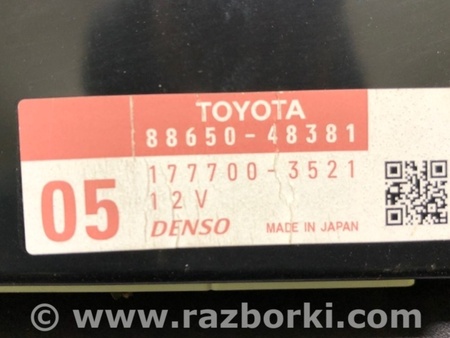 TOYOTA
88650-48381
177700-3521
05
12V
DENSO
MADE IN JAPAN
© www.razborki.com